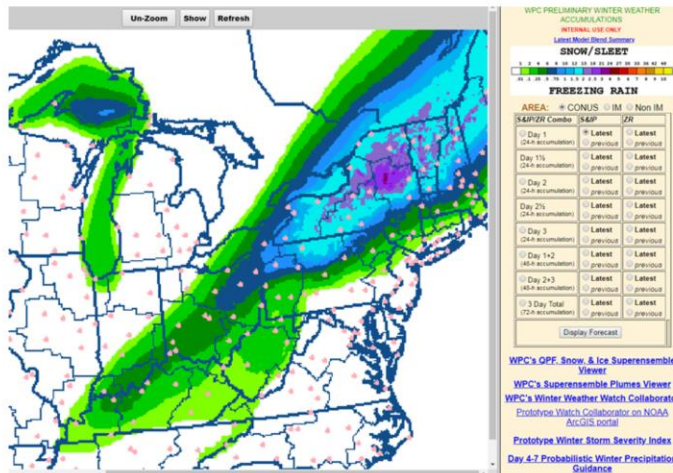 Un-Zoom Show Refresh
WPC PRELIMINARY WINTER WEATHER
ACCUMULATIONS
INTERNAL USE ONLY
Latest Model Blend Summary
SNOW/SLEET
FREEZING RAIN
AREA: CONUS IM Non IM
S&IP/ZR Combo S&IP ZR
Day 1 Latest Latest
(24-h accumulation) previous previous
Day 1½ Latest Latest
(24-h accumulation) previous previous
Day 2 Latest Latest
(24-h accumulation) previous previous
Day 2½ Latest Latest
(24-h accumulation) previous previous
Day 3 Latest Latest
(24-h accumulation) previous previous
Day 1+2 Latest Latest
(48-h accumulation) previous previous
Day 2+3 Latest Latest
(48-h accumulation) previous previous
3 Day Total Latest Latest
(72-h accumulation) previous previous
Display Forecast
WPC's QPF, Snow, & Ice Superensemble
Viewer
WPC's Superensemble Plumes Viewer
WPC's Winter Weather Watch Collaborato
Prototype Watch Collaborator on NOAA
ArcGIS portal
Prototype Winter Storm Severity Index
Day 4-7 Probabilistic Winter Precipitation
Guidance